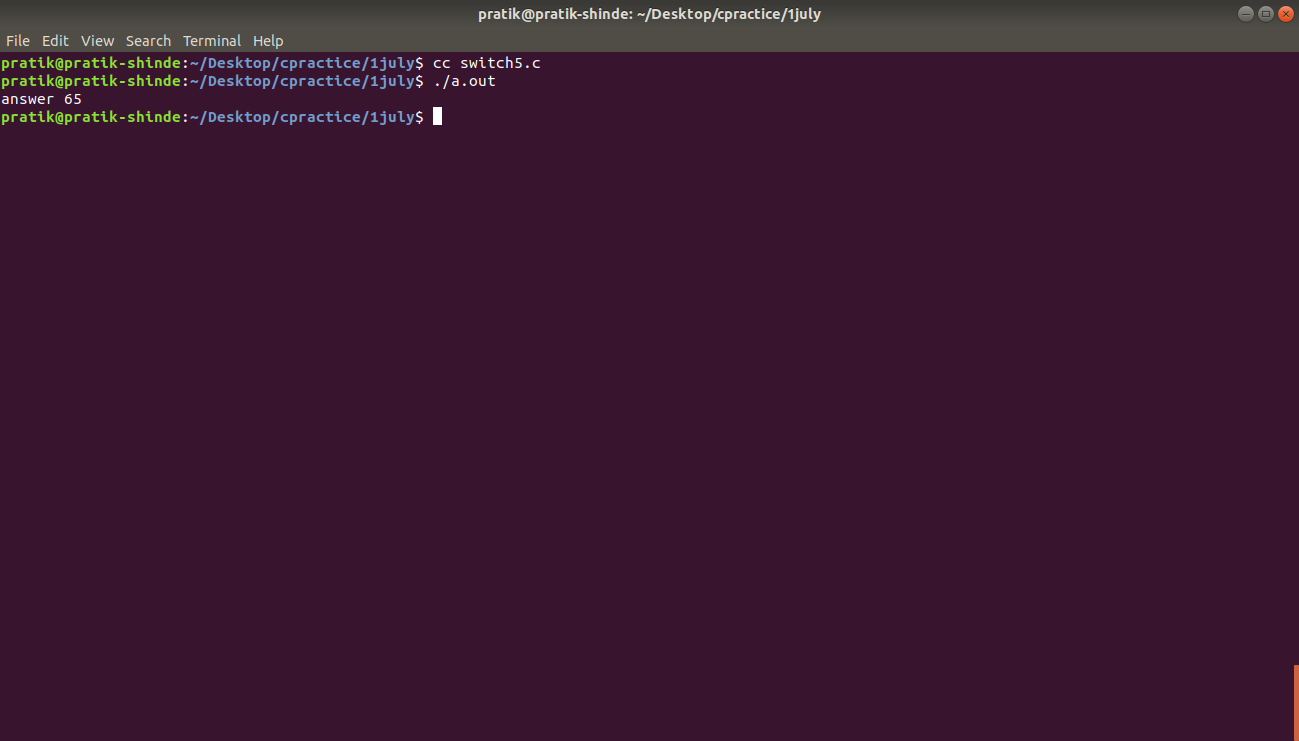 pratik@pratik-shinde: ~/Desktop/cpractice/1july
File Edit View Search Terminal Help
pratik@pratik-shinde:~/Desktop/cpractice/1july$ cc switch5.c
pratik@pratik-shinde:~/Desktop/cpractice/1july$ ./a.out
answer 65
pratik@pratik-shinde:~/Desktop/cpractice/1july$